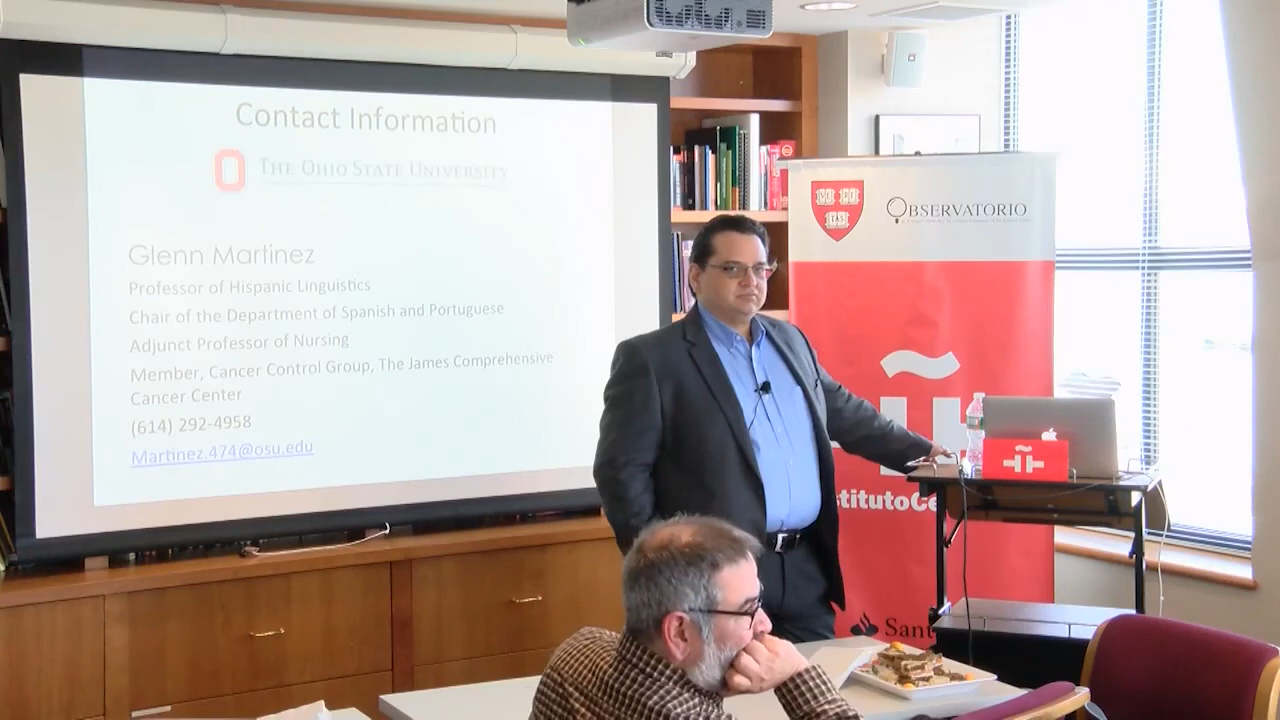 Contact Information
THE OHIO STATE UNIVERSITY
Glenn Martinez
Professor of Hispanic Linguistics
Chair of the Department of Spanish and Portuguese
Adjunct Professor of Nursing
Member, Cancer Control Group, The James Comprehensive
Cancer Center
(614) 292-4958
Martinez.474@osu.edu
OBSERVATORIO
stitutoCe
Sant